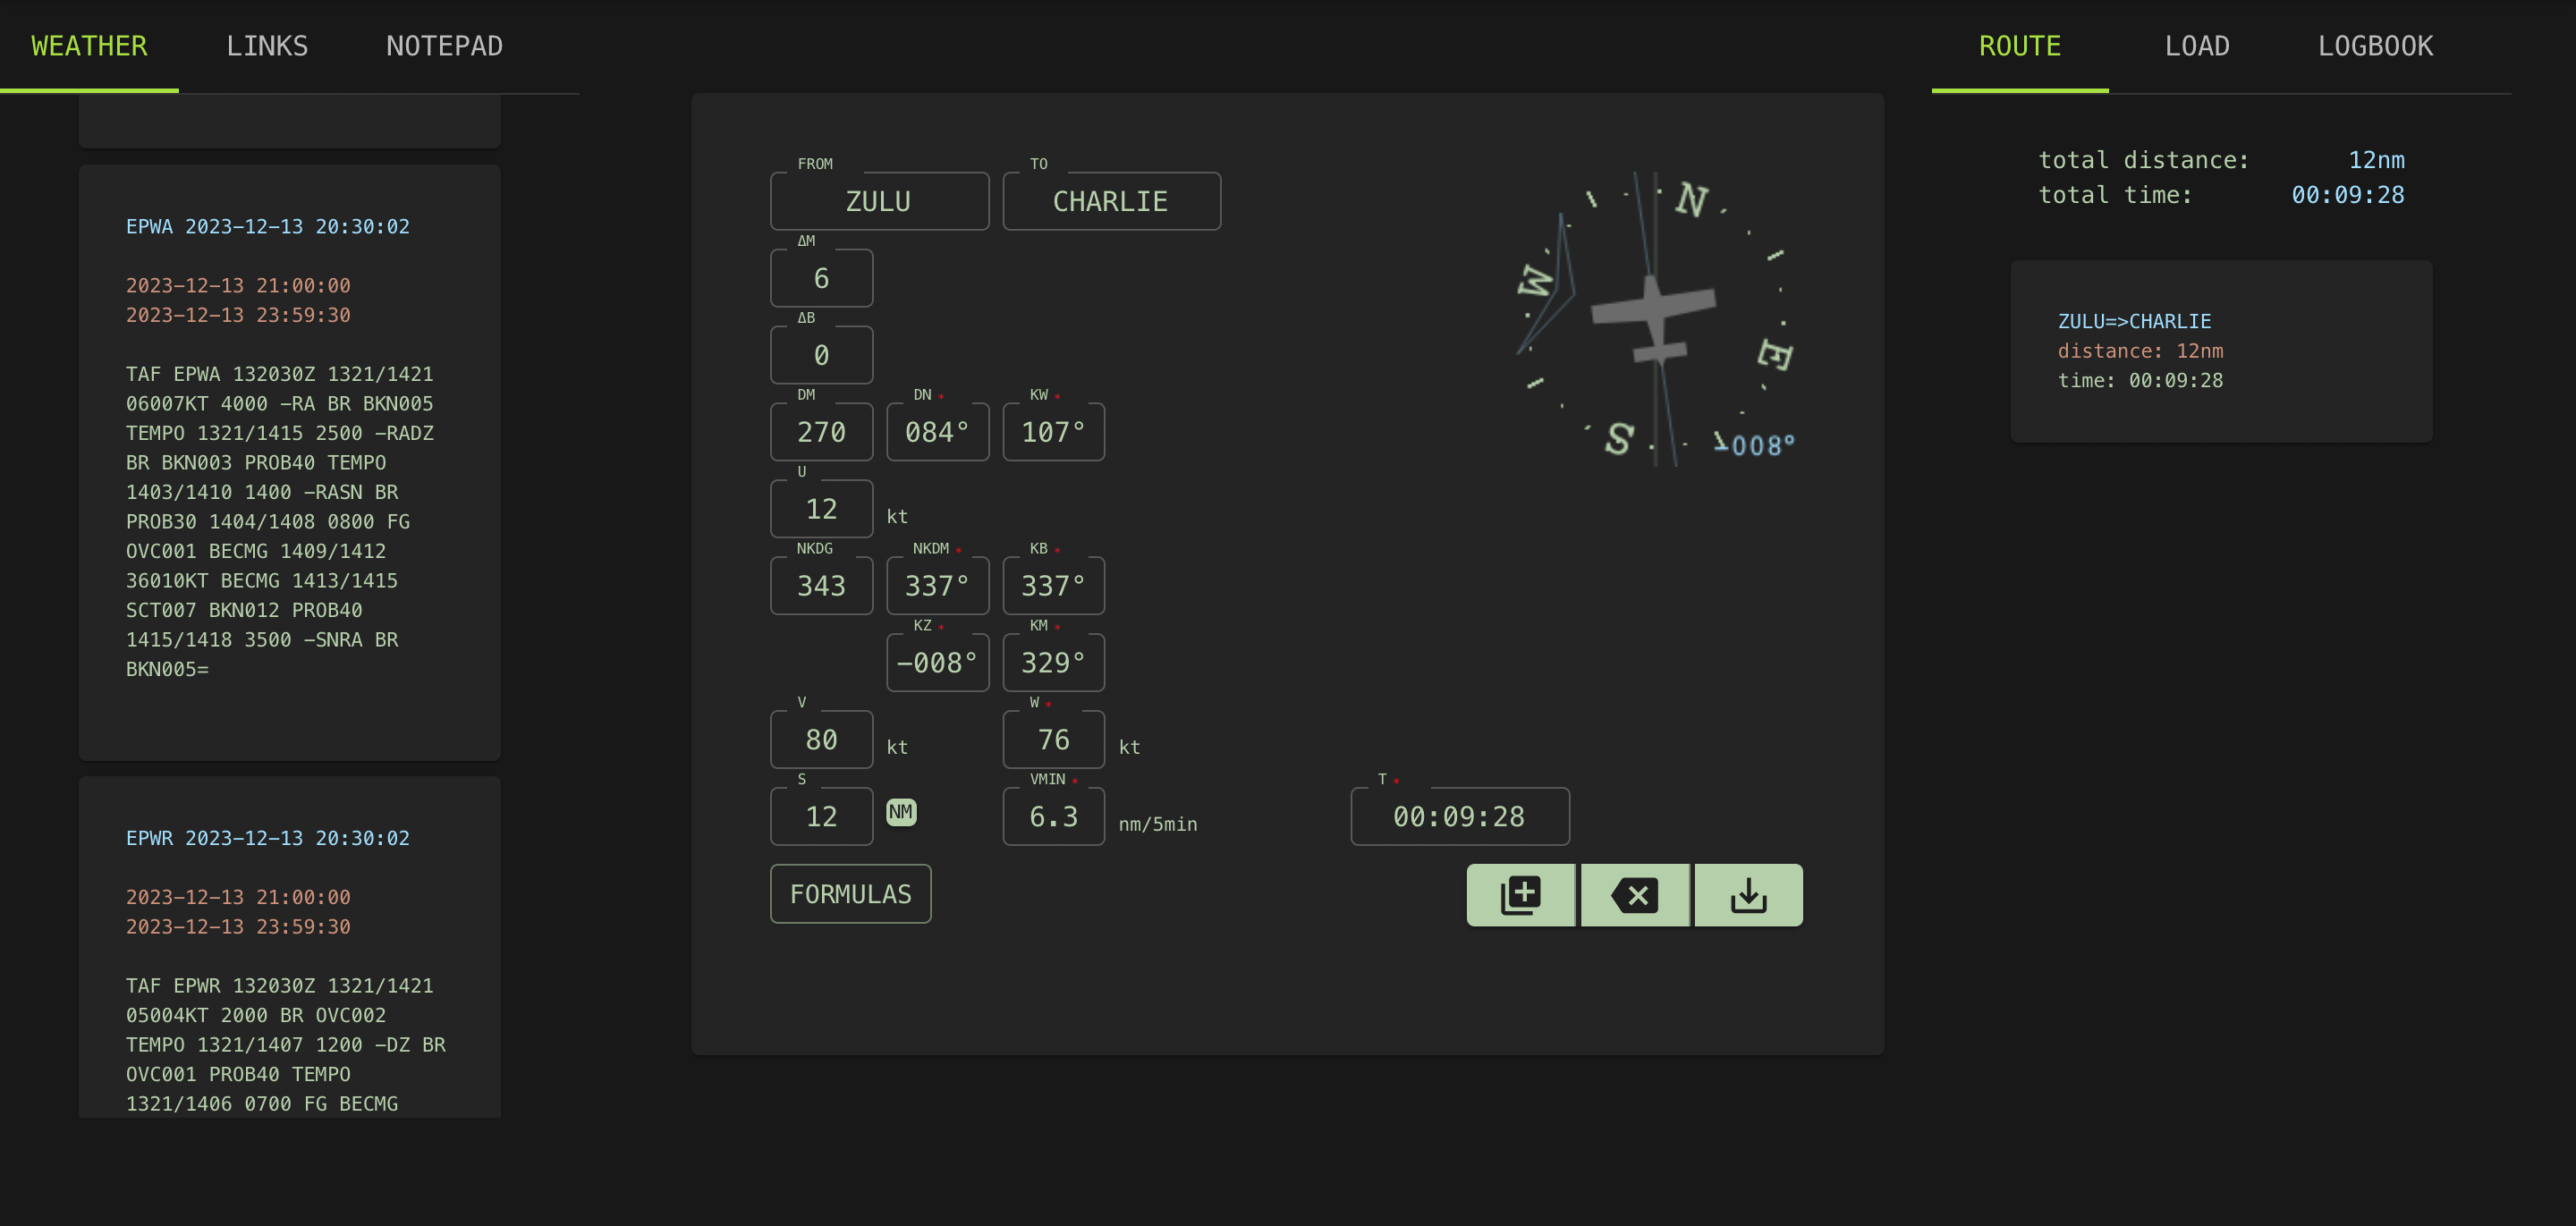 WEATHER LINKS NOTEPAD
EPWA 2023-12-13 20:30:02
2023-12-13 21:00:00
2023-12-13 23:59:30
TAF EPWA 132030Z 1321/1421
06007KT 4000 -RA BR BKN005
TEMPO 1321/1415 2500 -RADZ
BR BKN003 PROB40 TEMPO
1403/1410 1400 -RASN BR
PROB30 1404/1408 0800 FG
OVC001 BECMG 1409/1412
36010KT BECMG 1413/1415
SCT007 BKN012 PROB40
1415/1418 3500 -SNRA BR
BKN005=
EPWR 2023-12-13 20:30:02
2023-12-13 21:00:00
2023-12-13 23:59:30
TAF EPWR 132030Z 1321/1421
05004KT 2000 BR OVC002
TEMPO 1321/1407 1200 -DZ BR
OVC001 PROB40 TEMPO
1321/1406 0700 FG BECMG
FROM TO
ZULU CHARLIE
ΔM
6
ΔB
0
DM DN * KW *
270 084° 107°
U
12 kt
NKDG NKDM * KB *
343 337° 337°
KZ * KM *
-008° 329°
V W *
80 kt 76 kt
S VMIN * T *
12 NM 6.3 nm/5min 00:09:28
FORMULAS
N
E
S
W
-008°
ROUTE LOAD LOGBOOK
total distance: 12nm
total time: 00:09:28
ZULU=>CHARLIE
distance: 12nm
time: 00:09:28